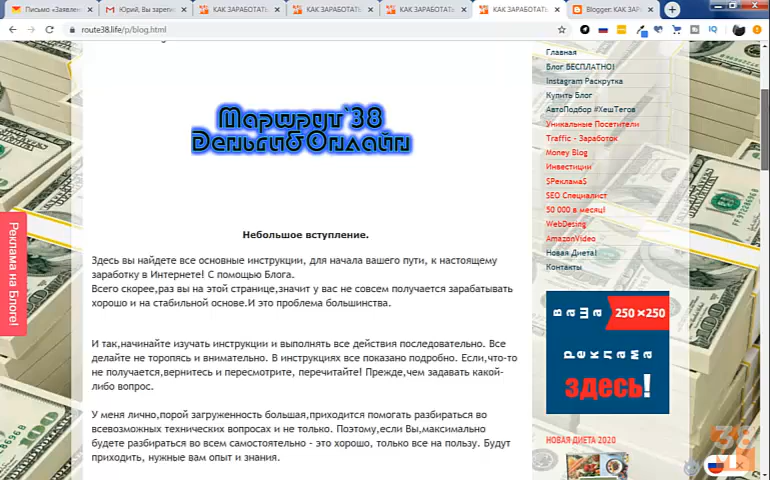 Письмо «Заявлен
Юрий, Вы зареги
КАК ЗАРАБОТАТЬ
КАК ЗАРАБОТАТЬ
КАК ЗАРАБОТАТЬ
КАК ЗАРАБОТАТЬ
Blogger: КАК ЗАР
route38.life/p/blog.html
Маршрут`38
Деньги&Онлайн
Небольшое вступление.
Здесь вы найдете все основные инструкции, для начала вашего пути, к настоящему
заработку в Интернете! С помощью Блога.
Всего скорее,раз вы на этой странице,значит у вас не совсем получается зарабатывать
хорошо и на стабильной основе.И это проблема большинства.
И так,начинайте изучать инструкции и выполнять все действия последовательно. Все
делайте не торопясь и внимательно. В инструкциях все показано подробно. Если,что-то
не получается,вернитесь и пересмотрите, перечитайте! Прежде,чем задавать какой-
либо вопрос.
У меня лично,порой загруженность большая,приходится помогать разбираться во
всевозможных технических вопросах и не только. Поэтому,если Вы,максимально
будете разбираться во всем самостоятельно - это хорошо, только все на пользу. Будут
приходить, нужные вам опыт и знания.
Реклама на Блоге!
Главная
Блог БЕСПЛАТНО!
Instagram Раскрутка
Купить Блог
АвтоПодбор #ХешТегов
Уникальные Посетители
Traffic - Заработок
Money Blog
Инвестиции
$Реклама$
SEO Специалист
50 000 в месяц!
WebDesing
AmazonVideo
Новая Диета!
Контакты
ваша
250×250
реклама
здесь!
НОВАЯ ДИЕТА 2020
38